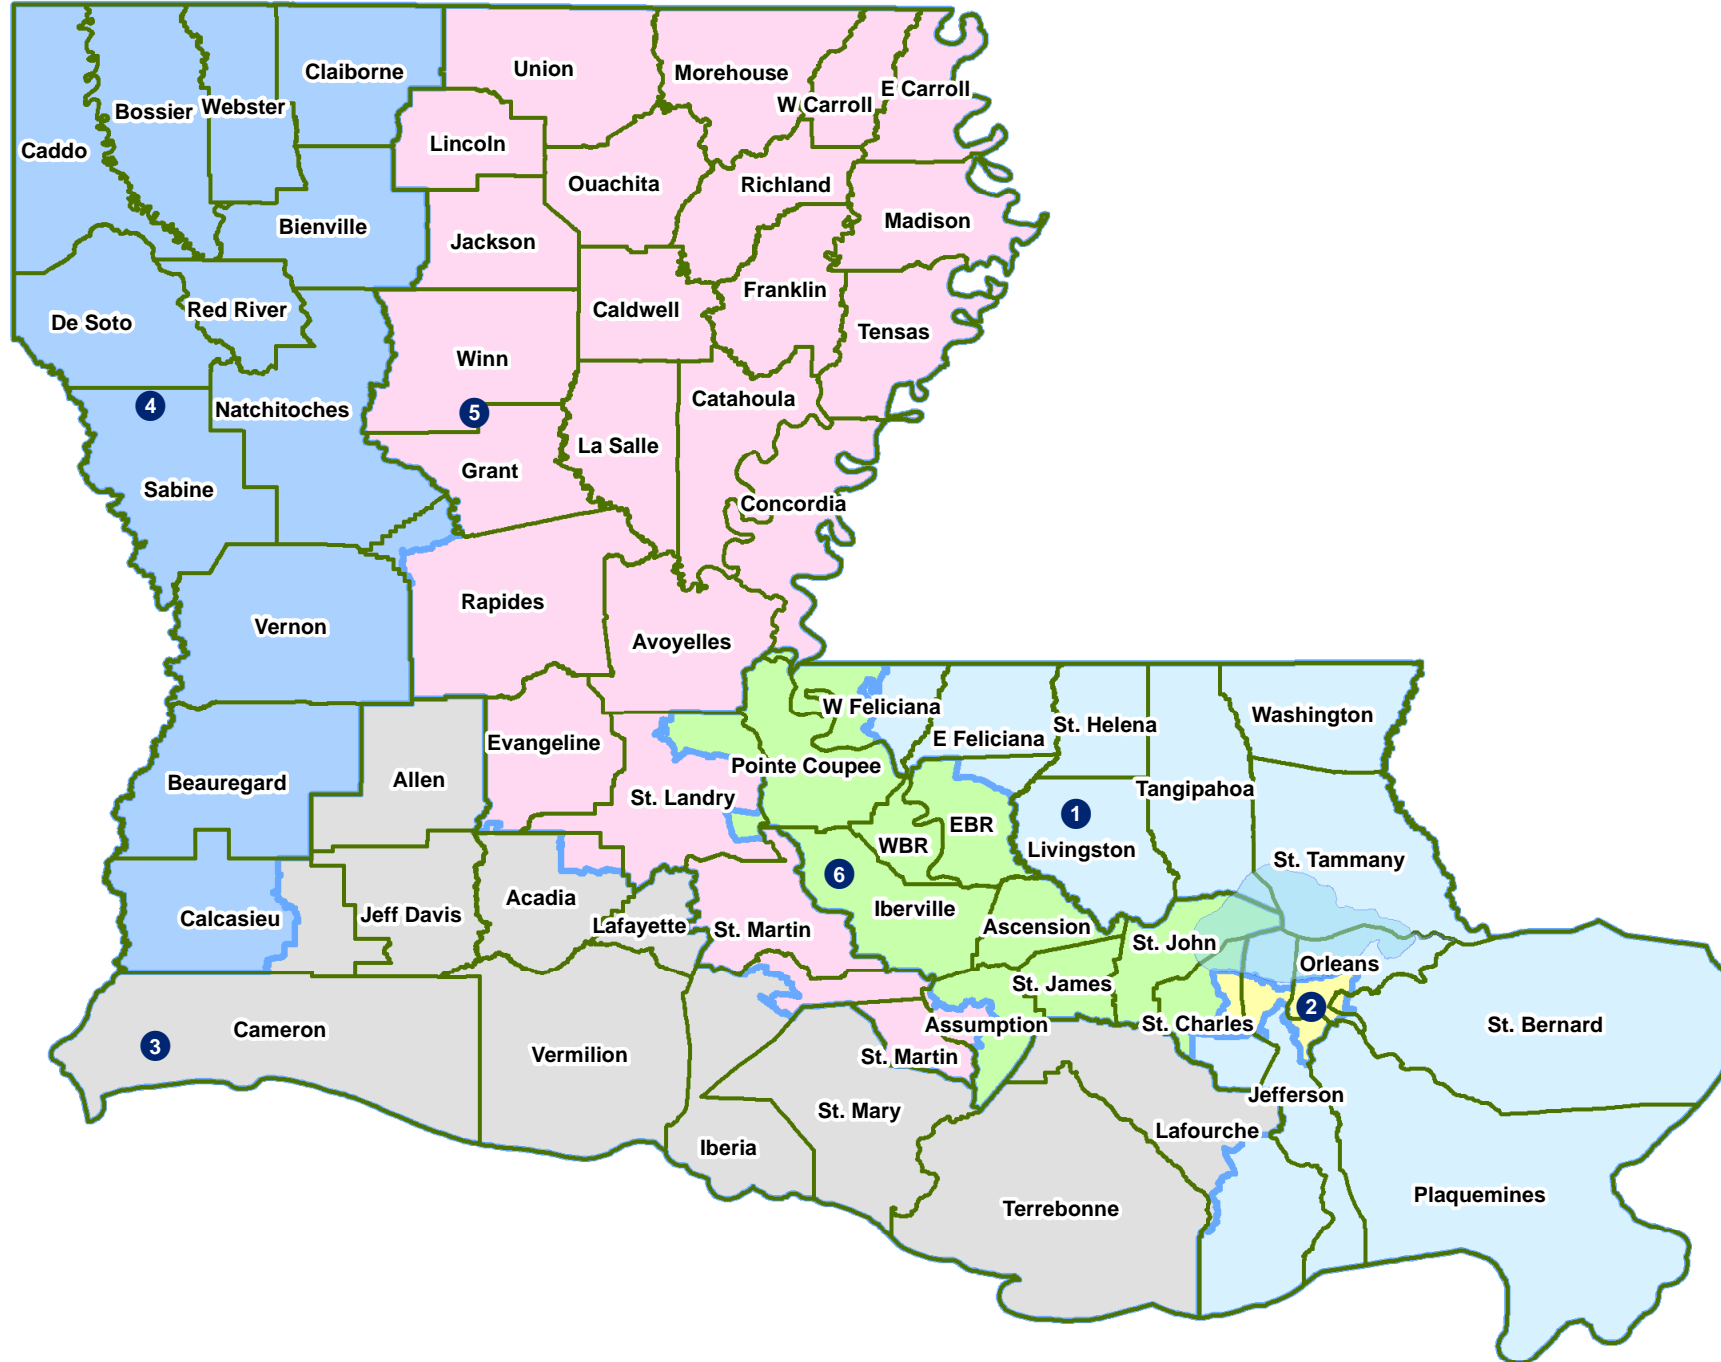 Claiborne
Union
Morehouse
E Carroll
W Carroll
Webster
Bossier
Caddo
Lincoln
Ouachita
Richland
Madison
Bienville
Jackson
Franklin
Caldwell
Red River
De Soto
Tensas
Winn
Catahoula
4
Natchitoches
5
La Salle
Grant
Sabine
Concordia
Rapides
Vernon
Avoyelles
W Feliciana
Washington
St. Helena
E Feliciana
Evangeline
Pointe Coupee
Allen
Beauregard
Tangipahoa
St. Landry
1
EBR
WBR
Livingston
St. Tammany
6
Acadia
Iberville
Jeff Davis
Calcasieu
Lafayette
St. Martin
Ascension
St. John
Orleans
St. James
2
St. Charles
Assumption
St. Bernard
Cameron
3
Vermilion
St. Martin
Jefferson
St. Mary
Lafourche
Iberia
Plaquemines
Terrebonne